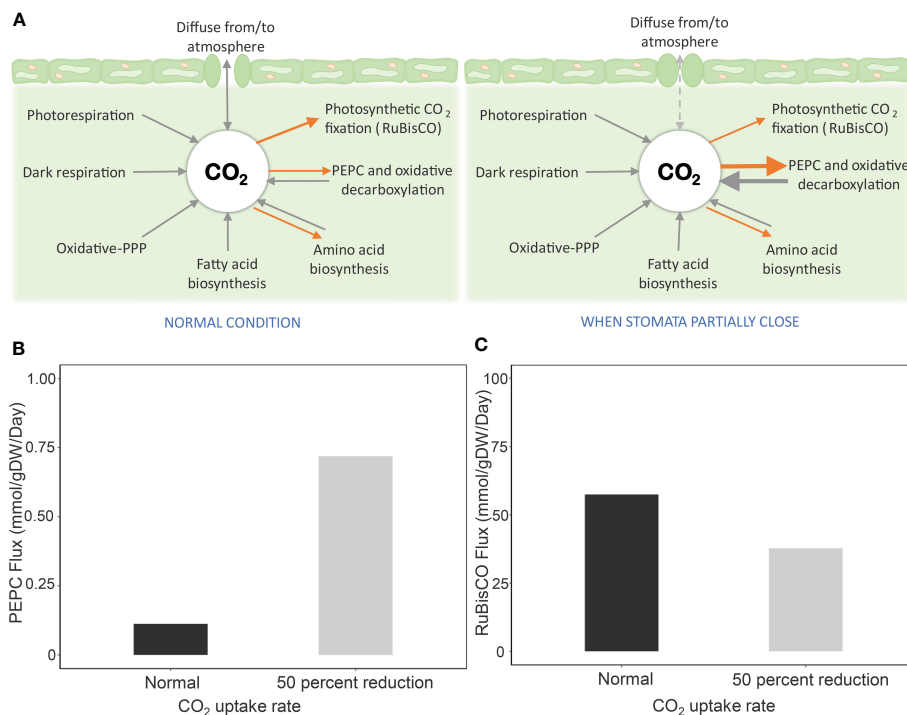 A
Diffuse from/to
atmosphere
Photorespiration
Photosynthetic CO2
fixation (RuBisCO)
Dark respiration
CO2
PEPC and oxidative
decarboxylation
Oxidative-PPP
Fatty acid
biosynthesis
Amino acid
biosynthesis
NORMAL CONDITION
Diffuse from/to
atmosphere
Photorespiration
Photosynthetic CO2
fixation (RuBisCO)
Dark respiration
CO2
PEPC and oxidative
decarboxylation
Oxidative-PPP
Fatty acid
biosynthesis
Amino acid
biosynthesis
WHEN STOMATA PARTIALLY CLOSE
B
PEPC Flux (mmol/gDW/Day)
1.00
0.75
0.50
0.25
0
Normal
50 percent reduction
CO2 uptake rate
C
RuBisCO Flux (mmol/gDW/Day)
100
75
50
25
0
Normal
50 percent reduction
CO2 uptake rate